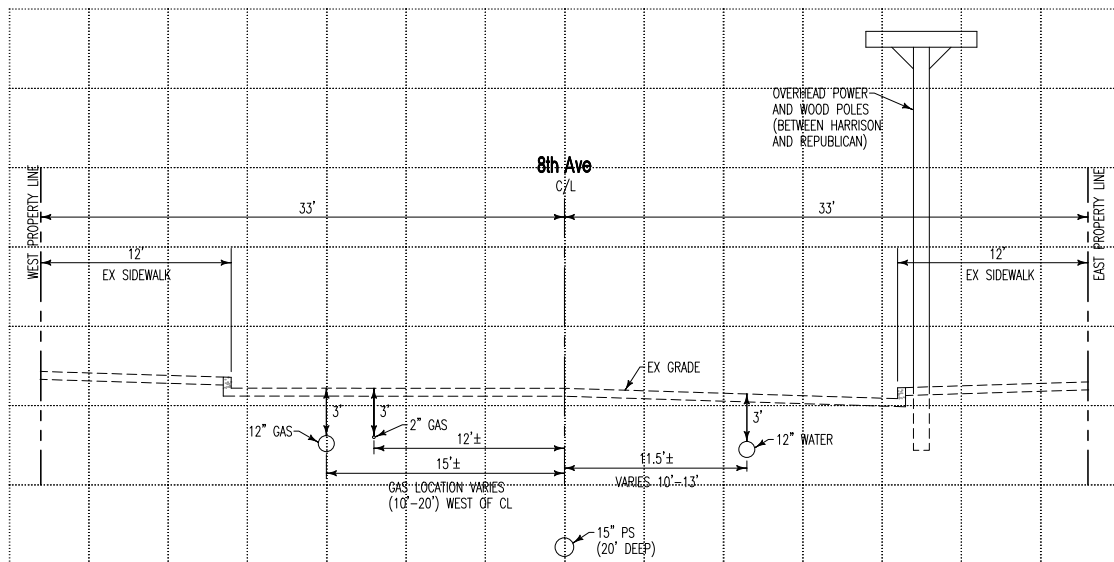 OVERHEAD POWER
AND WOOD POLES
(BETWEEN HARRISON
AND REPUBLICAN)
8th Ave
C/L
WEST PROPERTY LINE
33'
33'
EAST PROPERTY LINE
12'
EX SIDEWALK
12'
EX SIDEWALK
EX GRADE
3'
3'
3'
12" GAS
2" GAS
12" WATER
12'±
15'±
11.5'±
VARIES 10'-13'
GAS LOCATION VARIES
(10'-20') WEST OF CL
15" PS
(20' DEEP)